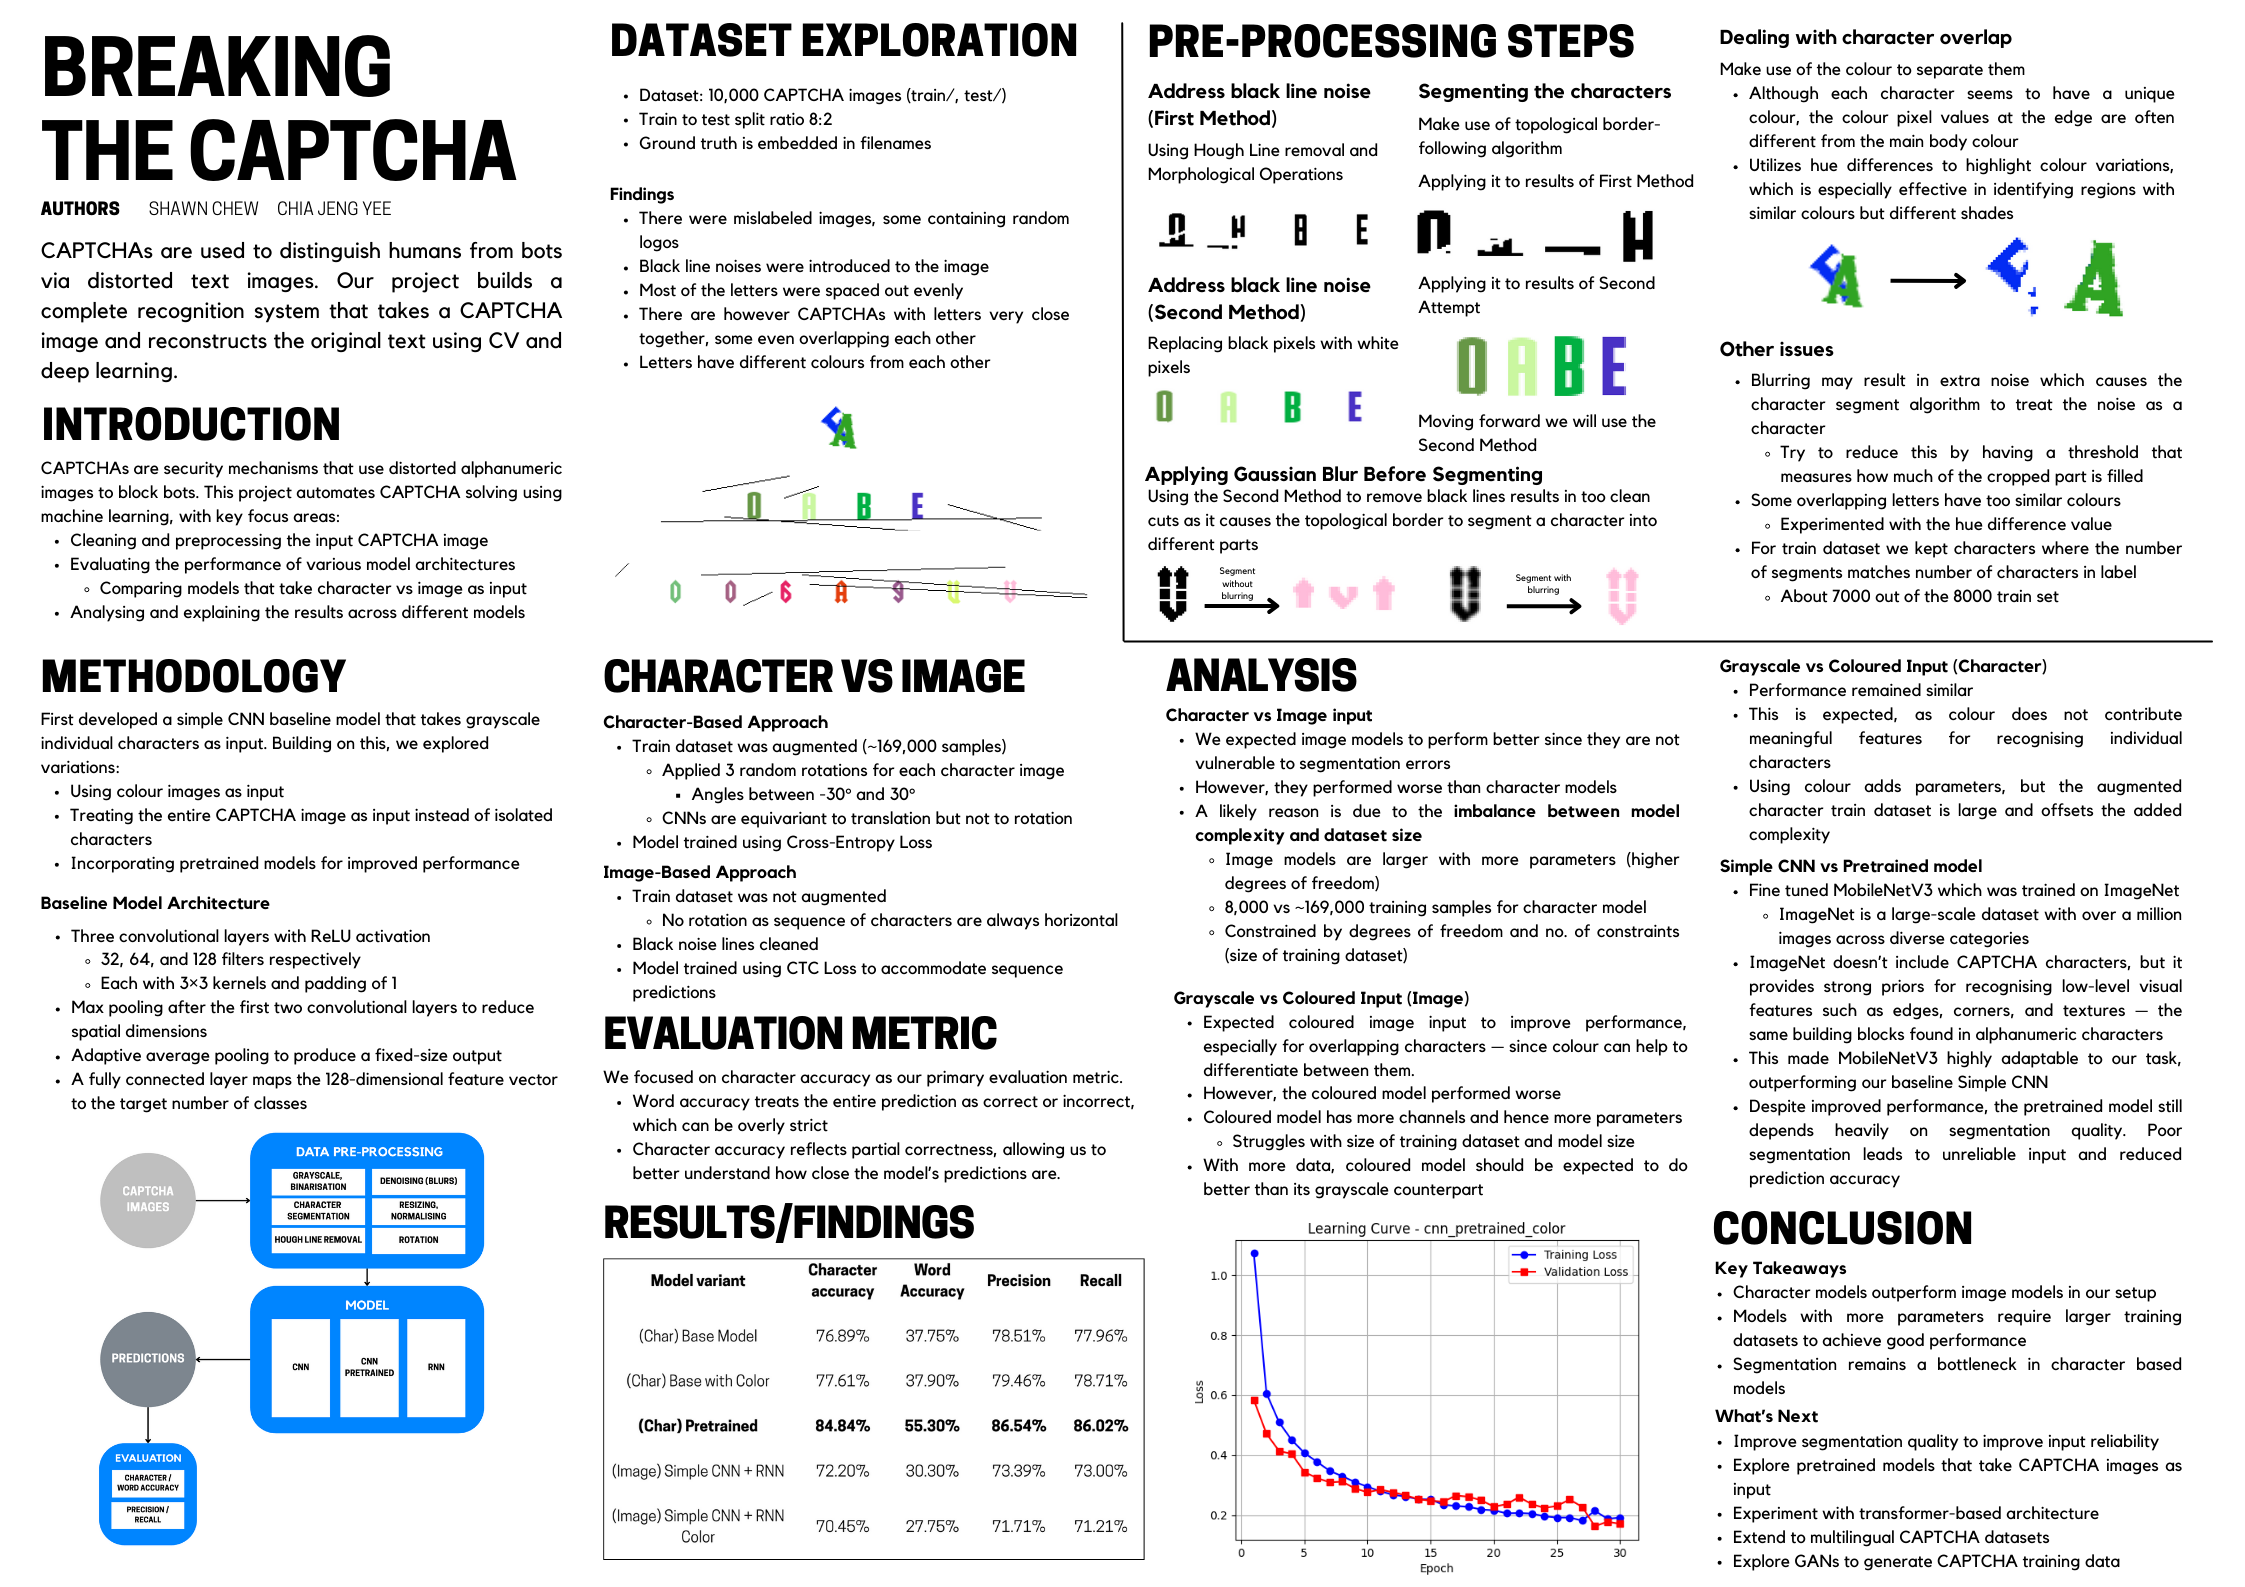 BREAKING
THE CAPTCHA
AUTHORS SHAWN CHEW CHIA JENG YEE
CAPTCHAs are used to distinguish humans from bots
via distorted text images. Our project builds a
complete recognition system that takes a CAPTCHA
image and reconstructs the original text using CV and
deep learning.
INTRODUCTION
CAPTCHAs are security mechanisms that use distorted alphanumeric
images to block bots. This project automates CAPTCHA solving using
machine learning, with key focus areas:
• Cleaning and preprocessing the input CAPTCHA image
• Evaluating the performance of various model architectures
◦ Comparing models that take character vs image as input
• Analysing and explaining the results across different models
DATASET EXPLORATION
• Dataset: 10,000 CAPTCHA images (train/, test/)
• Train to test split ratio 8:2
• Ground truth is embedded in filenames
Findings
• There were mislabeled images, some containing random
logos
• Black line noises were introduced to the image
• Most of the letters were spaced out evenly
• There are however CAPTCHAs with letters very close
together, some even overlapping each other
• Letters have different colours from each other
F A
O A B E
O O 6 A 9 U U
PRE-PROCESSING STEPS
Address black line noise
(First Method)
Using Hough Line removal and
Morphological Operations
O H B E
Address black line noise
(Second Method)
Replacing black pixels with white
pixels
O A B E
Segmenting the characters
Make use of topological border-
following algorithm
Applying it to results of First Method
Applying it to results of Second
Attempt
O A B E
Moving forward we will use the
Second Method
Applying Gaussian Blur Before Segmenting
Using the Second Method to remove black lines results in too clean
cuts as it causes the topological border to segment a character into
different parts
Segment
without
blurring
Segment with
blurring
Dealing with character overlap
Make use of the colour to separate them
• Although each character seems to have a unique
colour, the colour pixel values at the edge are often
different from the main body colour
• Utilizes hue differences to highlight colour variations,
which is especially effective in identifying regions with
similar colours but different shades
F A
Other issues
• Blurring may result in extra noise which causes the
character segment algorithm to treat the noise as a
character
◦ Try to reduce this by having a threshold that
measures how much of the cropped part is filled
• Some overlapping letters have too similar colours
◦ Experimented with the hue difference value
• For train dataset we kept characters where the number
of segments matches number of characters in label
◦ About 7000 out of the 8000 train set
METHODOLOGY
First developed a simple CNN baseline model that takes grayscale
individual characters as input. Building on this, we explored
variations:
• Using colour images as input
• Treating the entire CAPTCHA image as input instead of isolated
characters
• Incorporating pretrained models for improved performance
Baseline Model Architecture
• Three convolutional layers with ReLU activation
◦ 32, 64, and 128 filters respectively
◦ Each with 3×3 kernels and padding of 1
• Max pooling after the first two convolutional layers to reduce
spatial dimensions
• Adaptive average pooling to produce a fixed-size output
• A fully connected layer maps the 128-dimensional feature vector
to the target number of classes
CAPTCHA
IMAGES
DATA PRE-PROCESSING
GRAYSCALE,
BINARISATION
DENOISING (BLURS)
CHARACTER
SEGMENTATION
RESIZING,
NORMALISING
HOUGH LINE REMOVAL
ROTATION
MODEL
CNN
CNN
PRETRAINED
RNN
PREDICTIONS
EVALUATION
CHARACTER /
WORD ACCURACY
PRECISION /
RECALL
CHARACTER VS IMAGE
Character-Based Approach
• Train dataset was augmented (~169,000 samples)
◦ Applied 3 random rotations for each character image
▪ Angles between -30° and 30°
◦ CNNs are equivariant to translation but not to rotation
• Model trained using Cross-Entropy Loss
Image-Based Approach
• Train dataset was not augmented
◦ No rotation as sequence of characters are always horizontal
• Black noise lines cleaned
• Model trained using CTC Loss to accommodate sequence
predictions
EVALUATION METRIC
We focused on character accuracy as our primary evaluation metric.
• Word accuracy treats the entire prediction as correct or incorrect,
which can be overly strict
• Character accuracy reflects partial correctness, allowing us to
better understand how close the model's predictions are.
RESULTS/FINDINGS
Model variant Character accuracy Word Accuracy Precision Recall
(Char) Base Model 76.89% 37.75% 78.51% 77.96%
(Char) Base with Color 77.61% 37.90% 79.46% 78.71%
(Char) Pretrained 84.84% 55.30% 86.54% 86.02%
(Image) Simple CNN + RNN 72.20% 30.30% 73.39% 73.00%
(Image) Simple CNN + RNN Color 70.45% 27.75% 71.71% 71.21%
ANALYSIS
Character vs Image input
• We expected image models to perform better since they are not
vulnerable to segmentation errors
• However, they performed worse than character models
• A likely reason is due to the imbalance between model
complexity and dataset size
◦ Image models are larger with more parameters (higher
degrees of freedom)
◦ 8,000 vs ~169,000 training samples for character model
◦ Constrained by degrees of freedom and no. of constraints
(size of training dataset)
Grayscale vs Coloured Input (Image)
• Expected coloured image input to improve performance,
especially for overlapping characters — since colour can help to
differentiate between them.
• However, the coloured model performed worse
• Coloured model has more channels and hence more parameters
◦ Struggles with size of training dataset and model size
• With more data, coloured model should be expected to do
better than its grayscale counterpart
Learning Curve - cnn_pretrained_color
Training Loss
Validation Loss
Loss
1.0
0.8
0.6
0.4
0.2
0 5 10 15 20 25 30
Epoch
Grayscale vs Coloured Input (Character)
• Performance remained similar
• This is expected, as colour does not contribute
meaningful features for recognising individual
characters
• Using colour adds parameters, but the augmented
character train dataset is large and offsets the added
complexity
Simple CNN vs Pretrained model
• Fine tuned MobileNetV3 which was trained on ImageNet
◦ ImageNet is a large-scale dataset with over a million
images across diverse categories
• ImageNet doesn't include CAPTCHA characters, but it
provides strong priors for recognising low-level visual
features such as edges, corners, and textures — the
same building blocks found in alphanumeric characters
• This made MobileNetV3 highly adaptable to our task,
outperforming our baseline Simple CNN
• Despite improved performance, the pretrained model still
depends heavily on segmentation quality. Poor
segmentation leads to unreliable input and reduced
prediction accuracy
CONCLUSION
Key Takeaways
• Character models outperform image models in our setup
• Models with more parameters require larger training
datasets to achieve good performance
• Segmentation remains a bottleneck in character based
models
What's Next
• Improve segmentation quality to improve input reliability
• Explore pretrained models that take CAPTCHA images as
input
• Experiment with transformer-based architecture
• Extend to multilingual CAPTCHA datasets
• Explore GANs to generate CAPTCHA training data